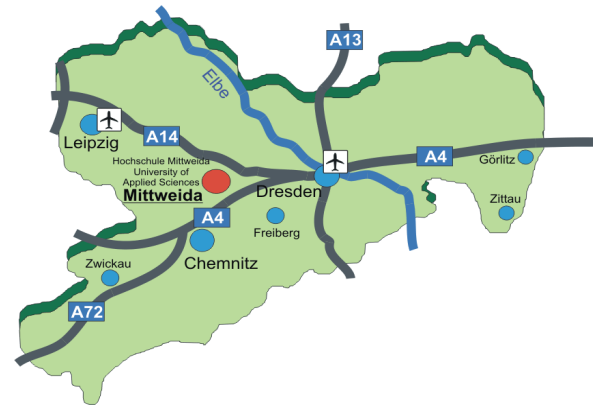 A13
Elbe
A14
Leipzig
Hochschule Mittweida
University of
Applied Sciences
Mittweida
A4
Görlitz
Dresden
Zittau
A4
Freiberg
Chemnitz
Zwickau
A72